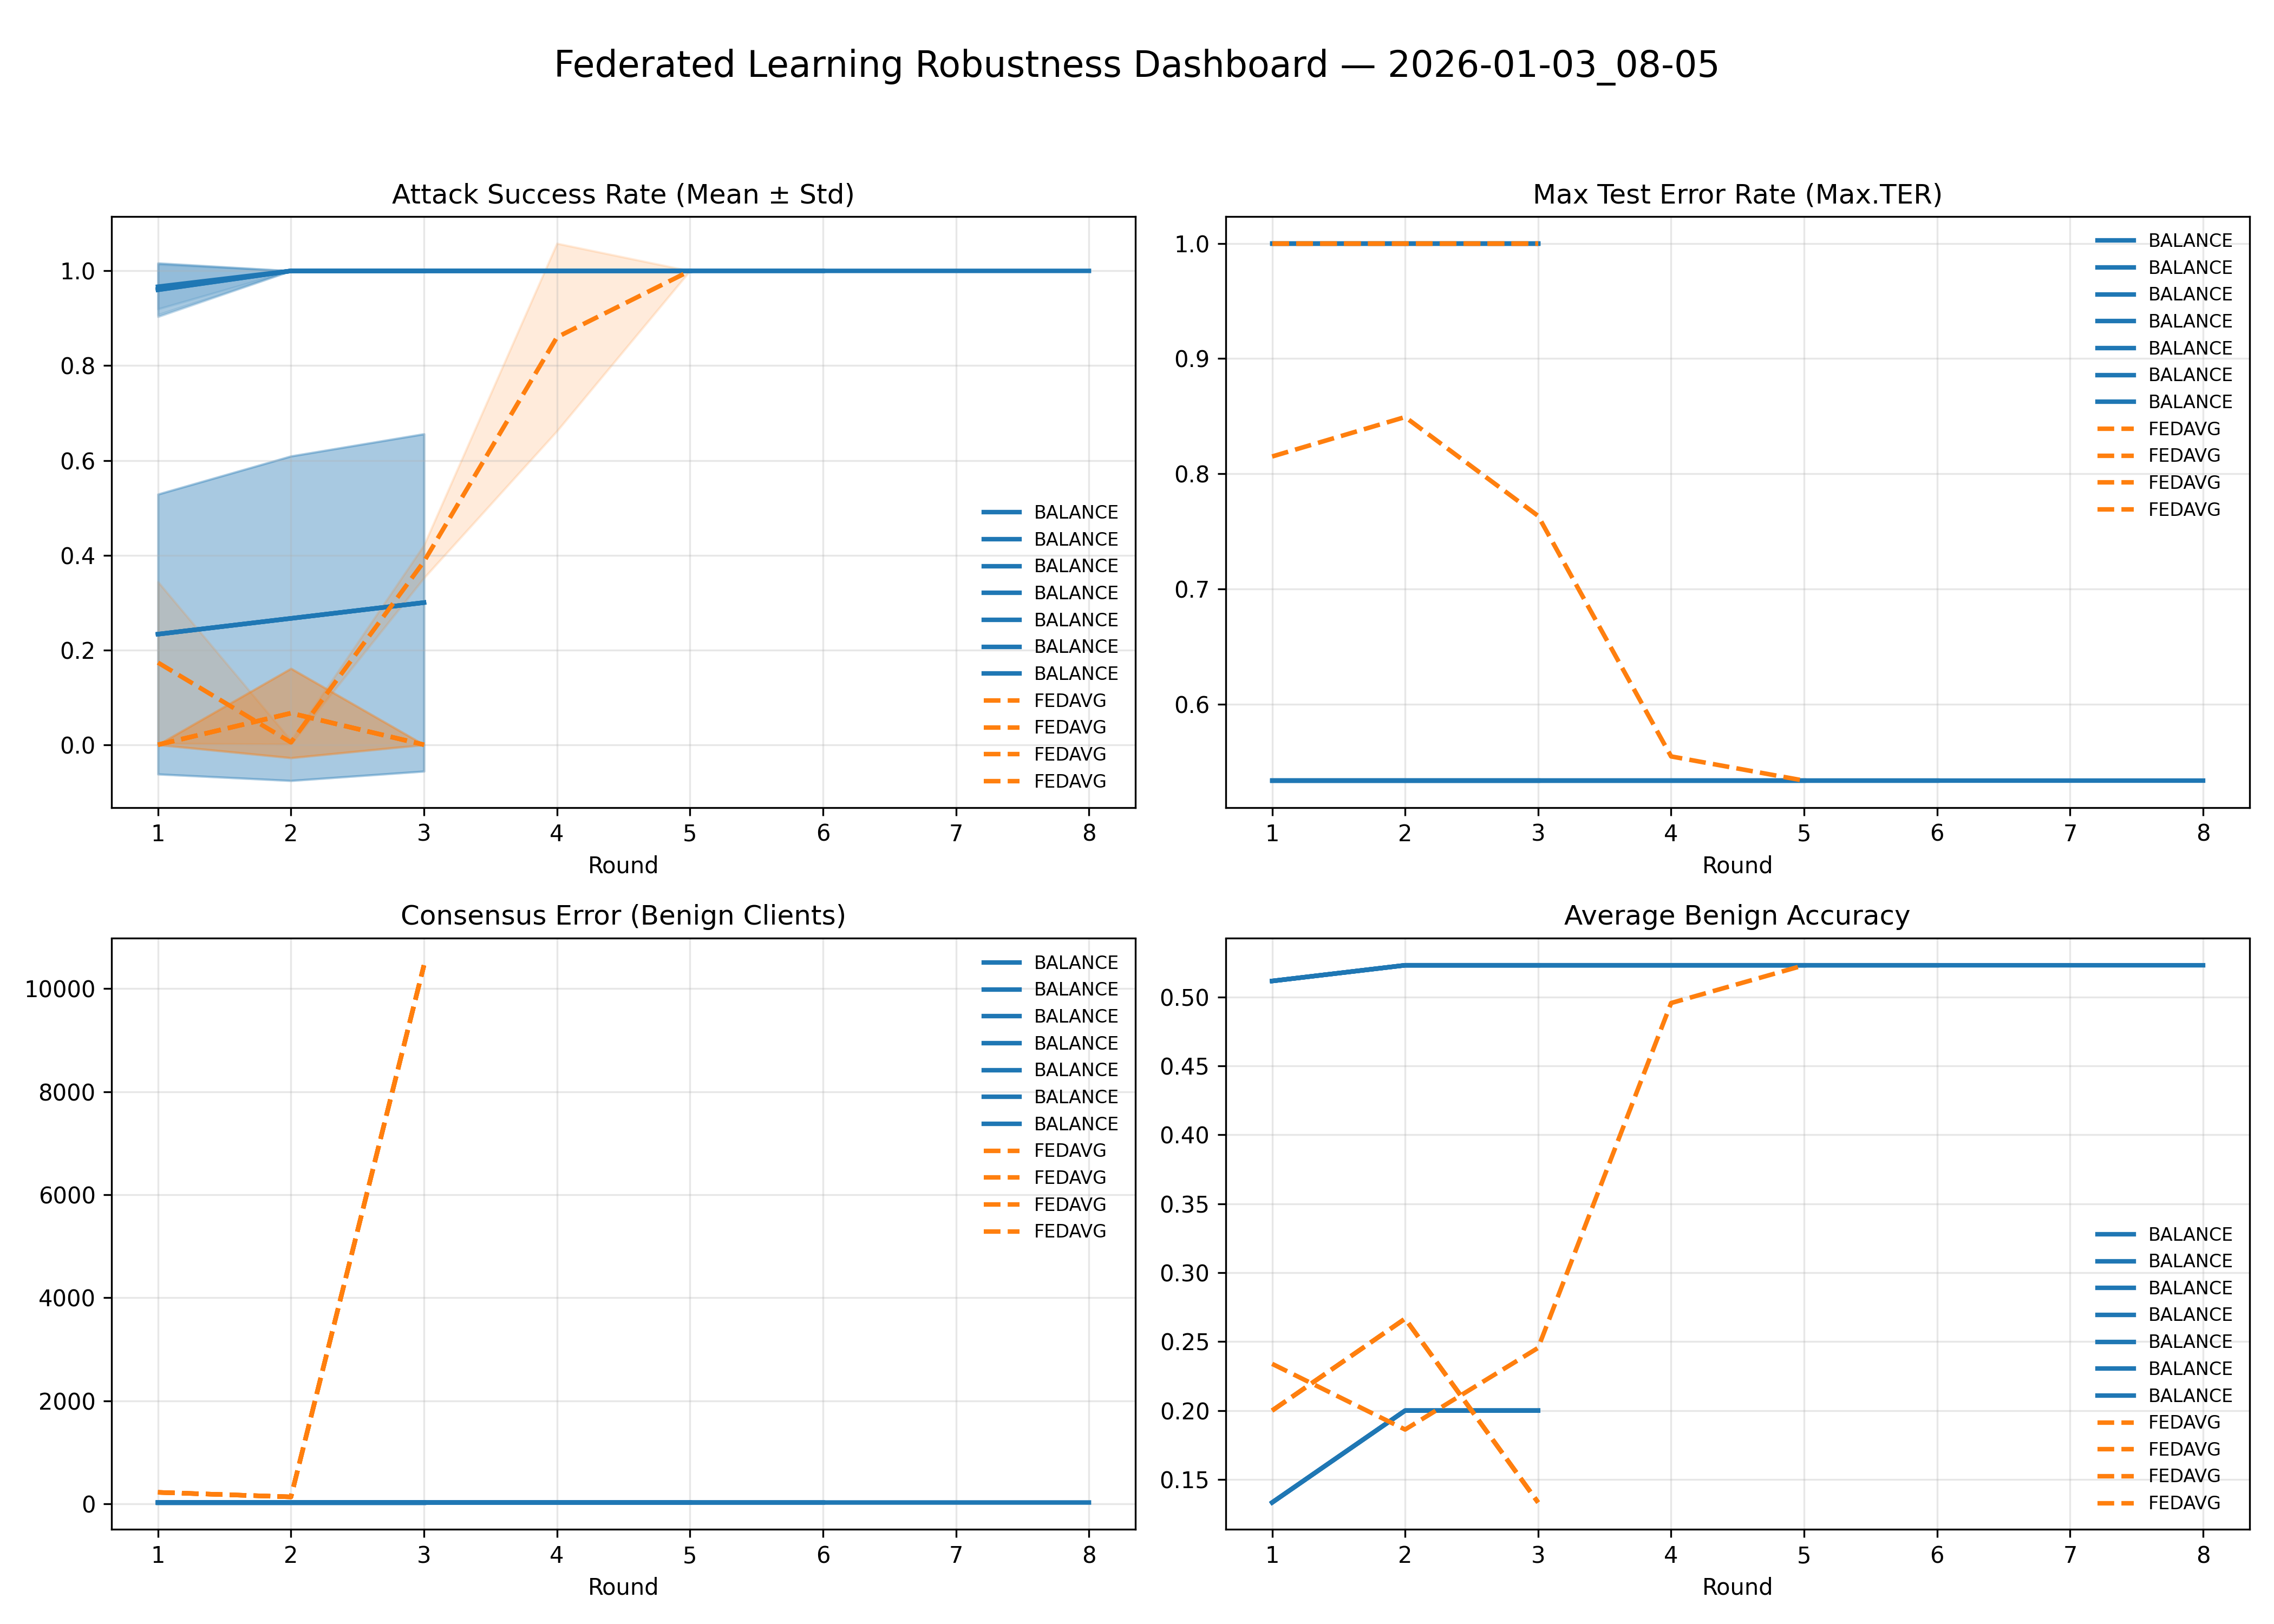 Federated Learning Robustness Dashboard — 2026-01-03_08-05
Attack Success Rate (Mean ± Std)
1.0
0.8
0.6
0.4
0.2
0.0
BALANCE
BALANCE
BALANCE
BALANCE
BALANCE
BALANCE
BALANCE
FEDAVG
FEDAVG
FEDAVG
FEDAVG
1 2 3 4 5 6 7 8
Round
Max Test Error Rate (Max.TER)
1.0
0.9
0.8
0.7
0.6
BALANCE
BALANCE
BALANCE
BALANCE
BALANCE
BALANCE
BALANCE
FEDAVG
FEDAVG
FEDAVG
FEDAVG
1 2 3 4 5 6 7 8
Round
Consensus Error (Benign Clients)
10000
8000
6000
4000
2000
0
BALANCE
BALANCE
BALANCE
BALANCE
BALANCE
BALANCE
BALANCE
FEDAVG
FEDAVG
FEDAVG
FEDAVG
1 2 3 4 5 6 7 8
Round
Average Benign Accuracy
0.50
0.45
0.40
0.35
0.30
0.25
0.20
0.15
BALANCE
BALANCE
BALANCE
BALANCE
BALANCE
BALANCE
BALANCE
FEDAVG
FEDAVG
FEDAVG
FEDAVG
1 2 3 4 5 6 7 8
Round